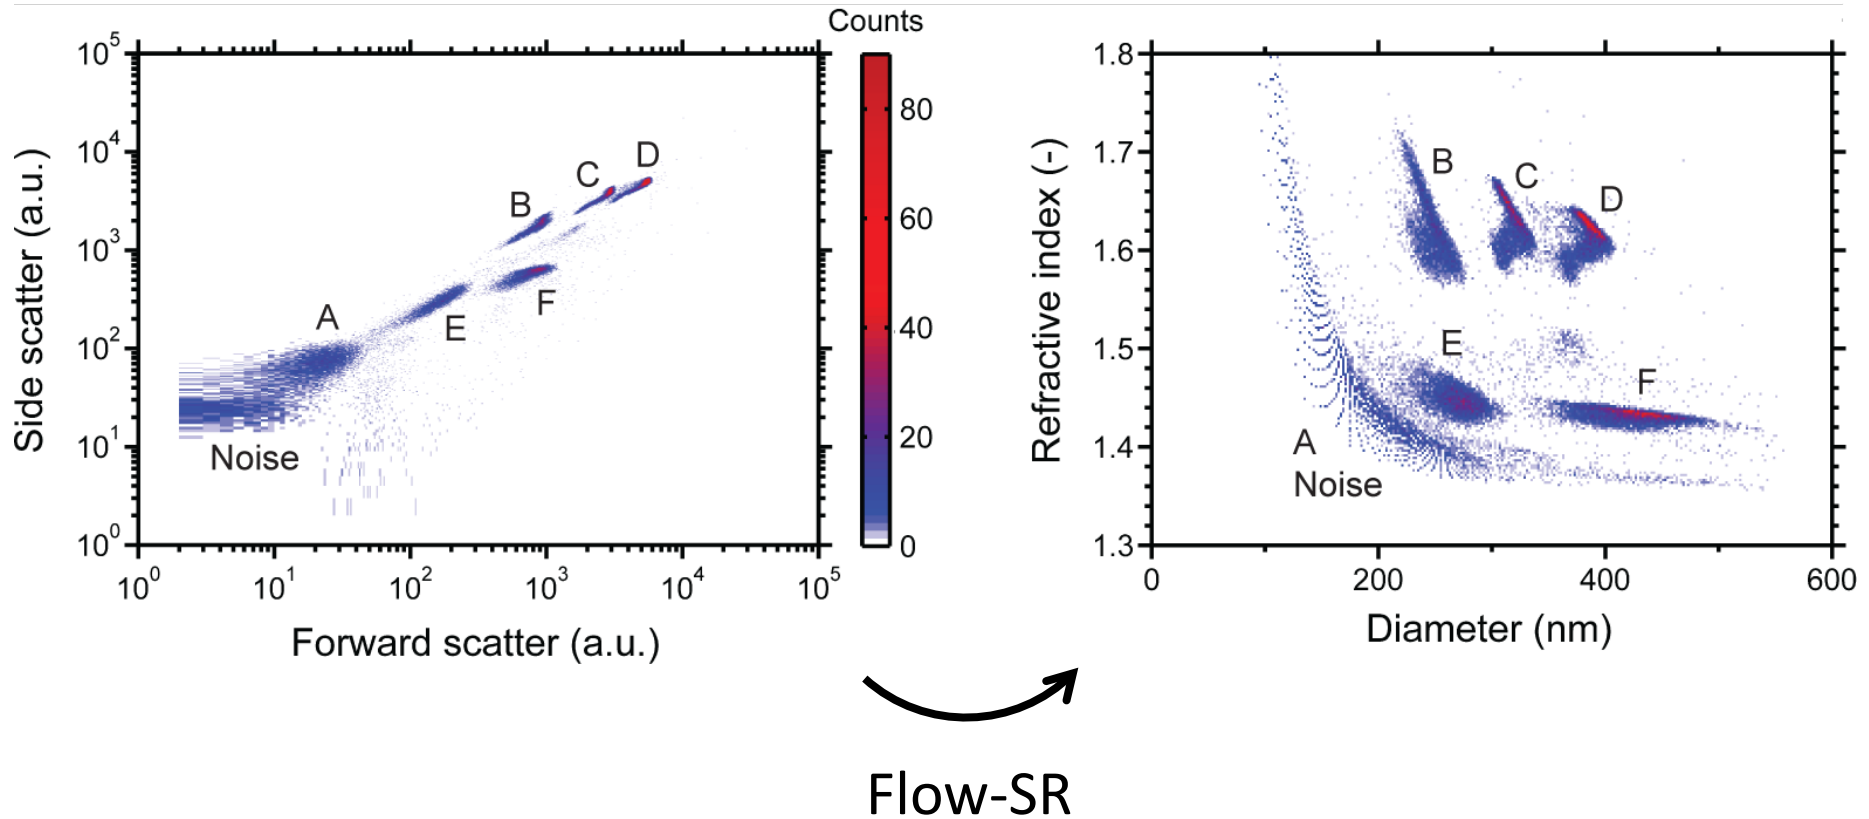 Counts
10^5
10^4
10^3
10^2
10^1
10^0
Side scatter (a.u.)
A
B
C
D
E
F
Noise
10^0 10^1 10^2 10^3 10^4 10^5
Forward scatter (a.u.)
80
60
40
20
0
1.8
1.7
1.6
1.5
1.4
1.3
Refractive index (-)
B
C
D
E
F
A
Noise
0 200 400 600
Diameter (nm)
Flow-SR